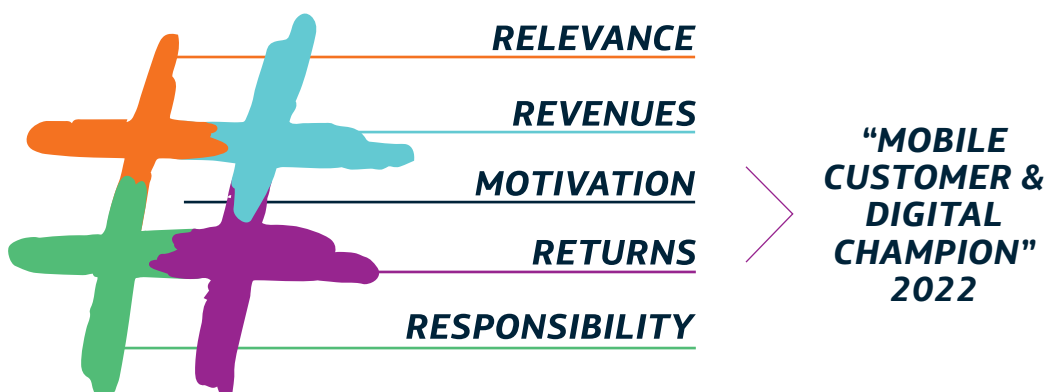 RELEVANCE
REVENUES
MOTIVATION
RETURNS
RESPONSIBILITY
“MOBILE
CUSTOMER &
DIGITAL
CHAMPION”
2022